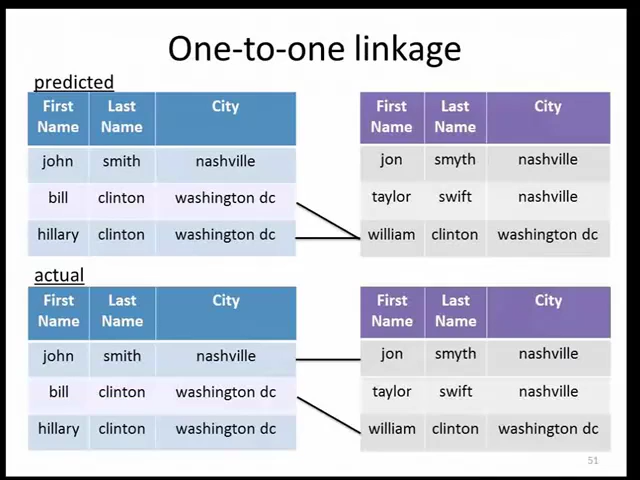 One-to-one linkage
predicted
First Name Last Name City
john smith nashville
bill clinton washington dc
hillary clinton washington dc
First Name Last Name City
jon smyth nashville
taylor swift nashville
william clinton washington dc
actual
First Name Last Name City
john smith nashville
bill clinton washington dc
hillary clinton washington dc
First Name Last Name City
jon smyth nashville
taylor swift nashville
william clinton washington dc
51